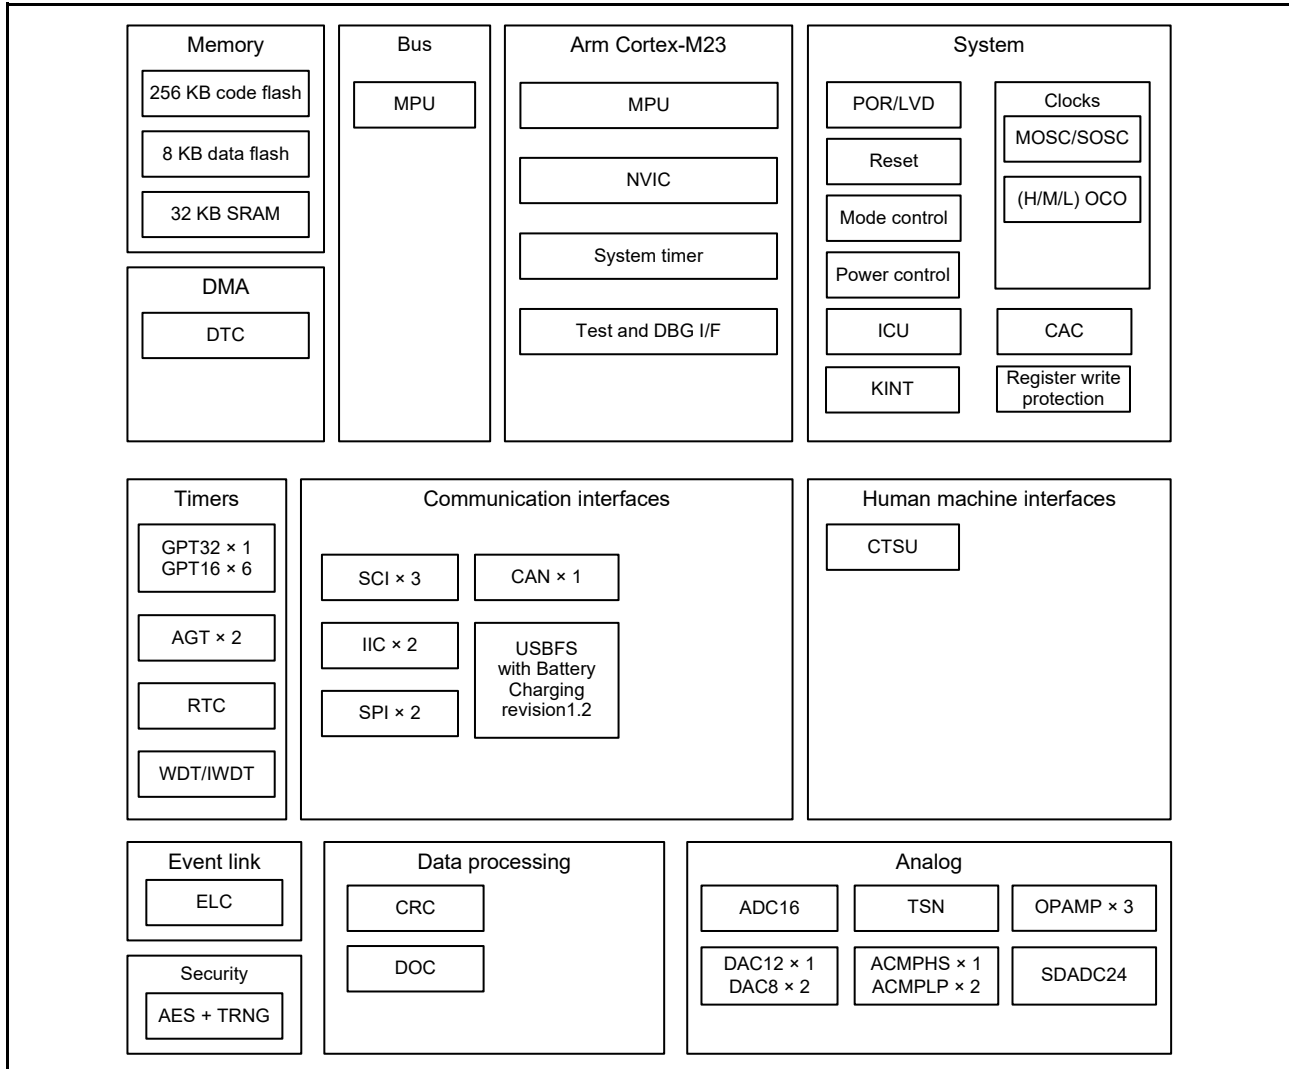 Memory
256 KB code flash
8 KB data flash
32 KB SRAM
DMA
DTC
Bus
MPU
Arm Cortex-M23
MPU
NVIC
System timer
Test and DBG I/F
System
POR/LVD
Reset
Mode control
Power control
ICU
KINT
Clocks
MOSC/SOSC
(H/M/L) OCO
CAC
Register write
protection
Timers
GPT32 × 1
GPT16 × 6
AGT × 2
RTC
WDT/IWDT
Communication interfaces
SCI × 3
IIC × 2
SPI × 2
CAN × 1
USBFS
with Battery
Charging
revision1.2
Human machine interfaces
CTSU
Event link
ELC
Security
AES + TRNG
Data processing
CRC
DOC
Analog
ADC16
TSN
OPAMP × 3
DAC12 × 1
DAC8 × 2
ACMPHS × 1
ACMPLP × 2
SDADC24